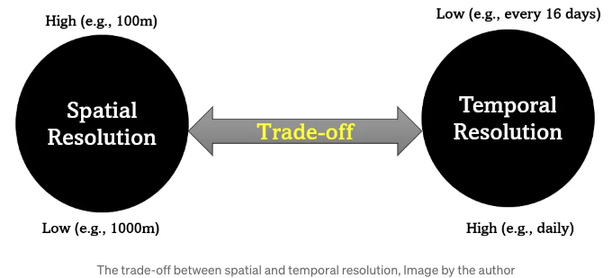 High (e.g., 100m)
Low (e.g., every 16 days)
Spatial
Resolution
Trade-off
Temporal
Resolution
Low (e.g., 1000m)
High (e.g., daily)
The trade-off between spatial and temporal resolution, Image by the author